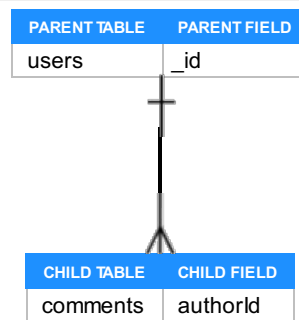 PARENT TABLE PARENT FIELD
users _id
CHILD TABLE CHILD FIELD
comments authorId